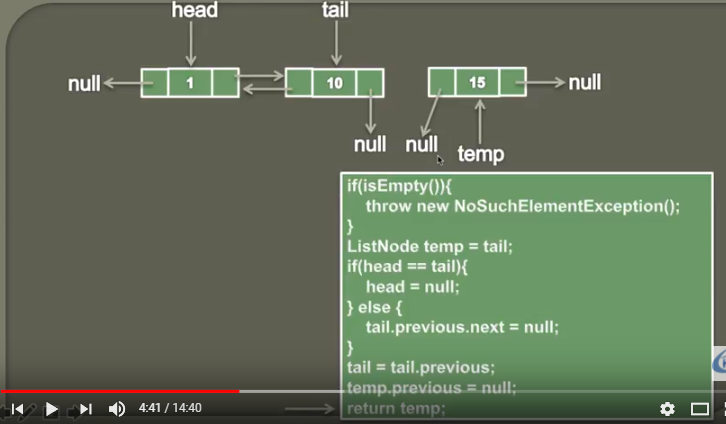 head tail
null 1 10 15 null
null null temp
if(isEmpty()){
throw new NoSuchElementException();
}
ListNode temp = tail;
if(head == tail){
head = null;
} else {
tail.previous.next = null;
}
tail = tail.previous;
temp.previous = null;
return temp;
4:41 / 14:40